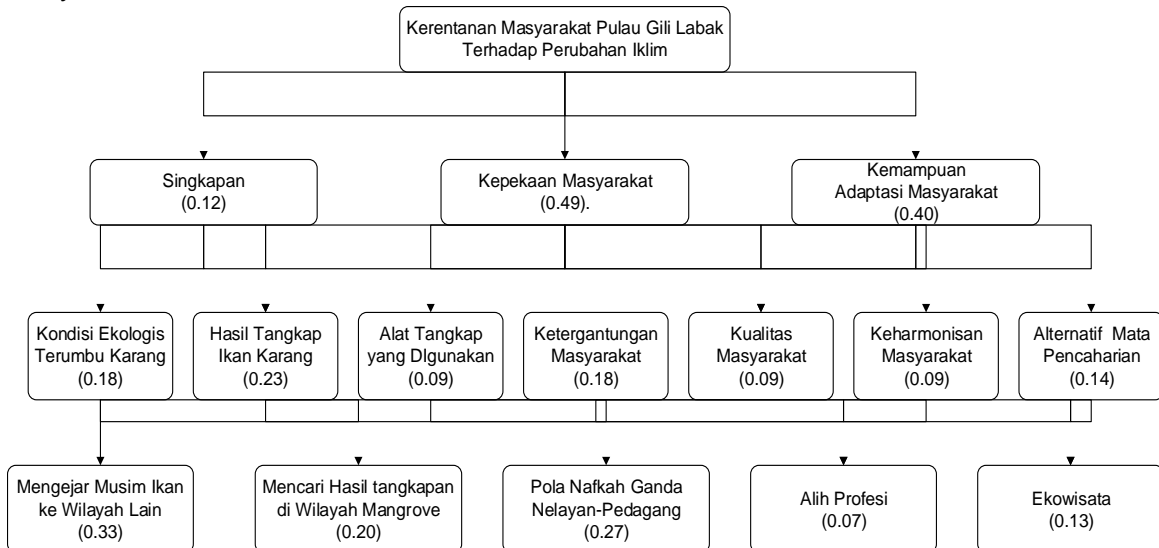 Kerentanan Masyarakat Pulau Gili Labak
Terhadap Perubahan Iklim
Singkapan
(0.12)
Kepekaan Masyarakat
(0.49).
Kemampuan
Adaptasi Masyarakat
(0.40)
Kondisi Ekologis
Terumbu Karang
(0.18)
Hasil Tangkap
Ikan Karang
(0.23)
Alat Tangkap
yang DIgunakan
(0.09)
Ketergantungan
Masyarakat
(0.18)
Kualitas
Masyarakat
(0.09)
Keharmonisan
Masyarakat
(0.09)
Alternatif Mata
Pencaharian
(0.14)
Mengejar Musim Ikan
ke Wilayah Lain
(0.33)
Mencari Hasil tangkapan
di Wilayah Mangrove
(0.20)
Pola Nafkah Ganda
Nelayan-Pedagang
(0.27)
Alih Profesi
(0.07)
Ekowisata
(0.13)